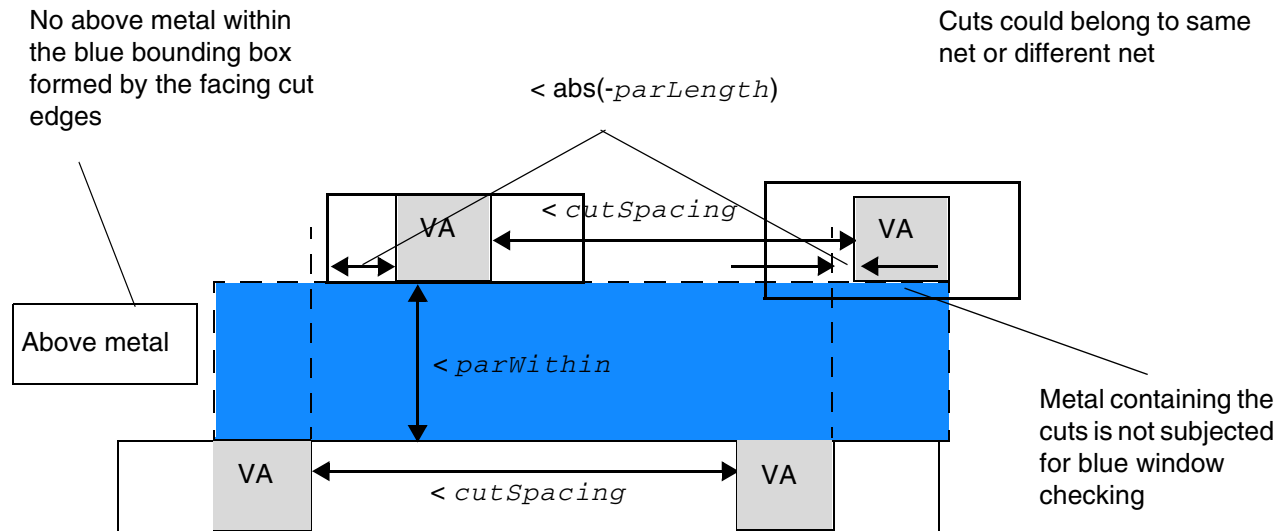 No above metal within
the blue bounding box
formed by the facing cut
edges
Cuts could belong to same
net or different net
< abs(-parLength)
VA
< cutSpacing
VA
Above metal
< parWithin
Metal containing the
cuts is not subjected
for blue window
checking
VA
< cutSpacing
VA